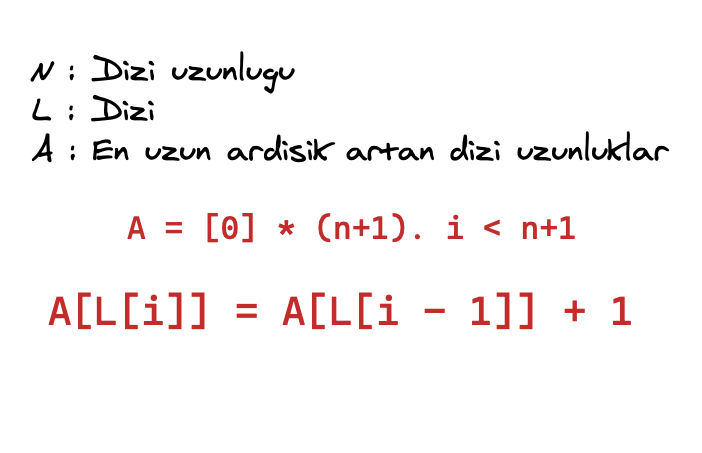 N : Dizi uzunlugu
L : Dizi
A : En uzun ardisik artan dizi uzunluklar
A = [0] * (n+1). i < n+1
A[L[i]] = A[L[i - 1]] + 1